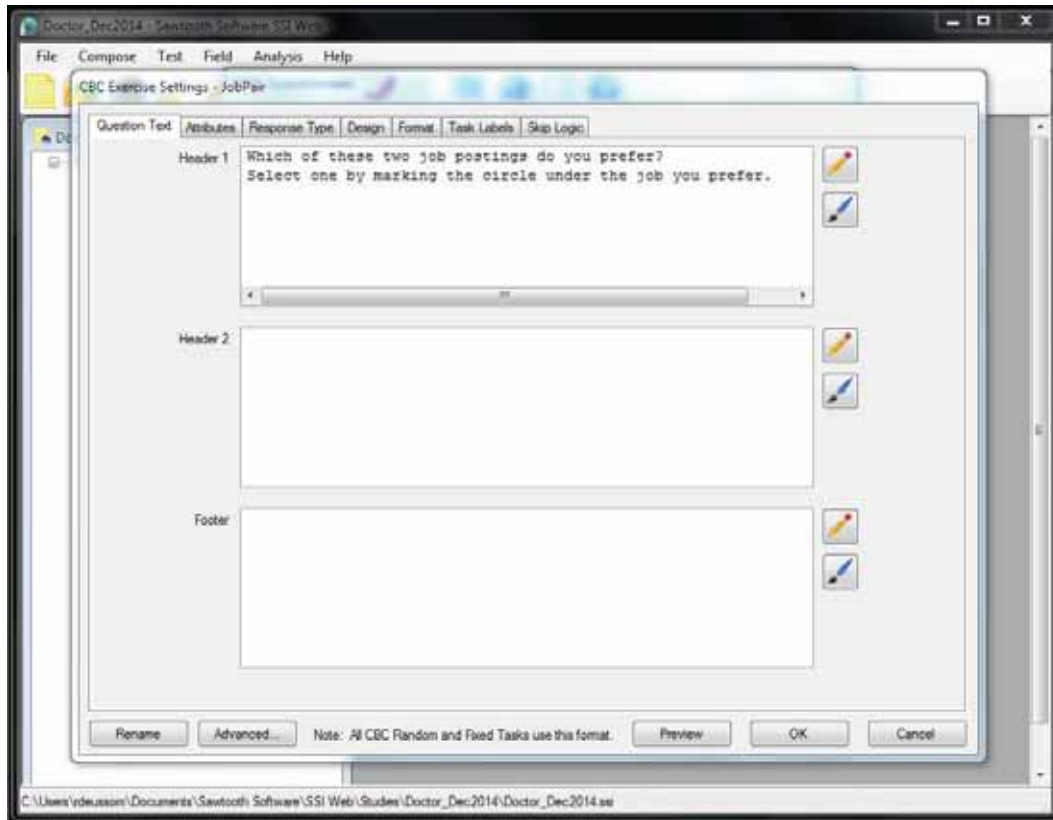 Doctor_Dec2014 - Sawtooth Software SSI Web
File Compose Test Field Analysis Help
CBC Exercise Settings - JobPair
Question Text Attributes Response Type Design Format Task Labels Skip Logic
Header 1
Which of these two job postings do you prefer?
Select one by marking the circle under the job you prefer.
Header 2
Footer
Rename Advanced... Note: All CBC Random and Fixed Tasks use this format. Preview OK Cancel
C:\Users\rdeusson\Documents\Sawtooth Software\SSI Web\Studies\Doctor_Dec2014\Doctor_Dec2014.ssi